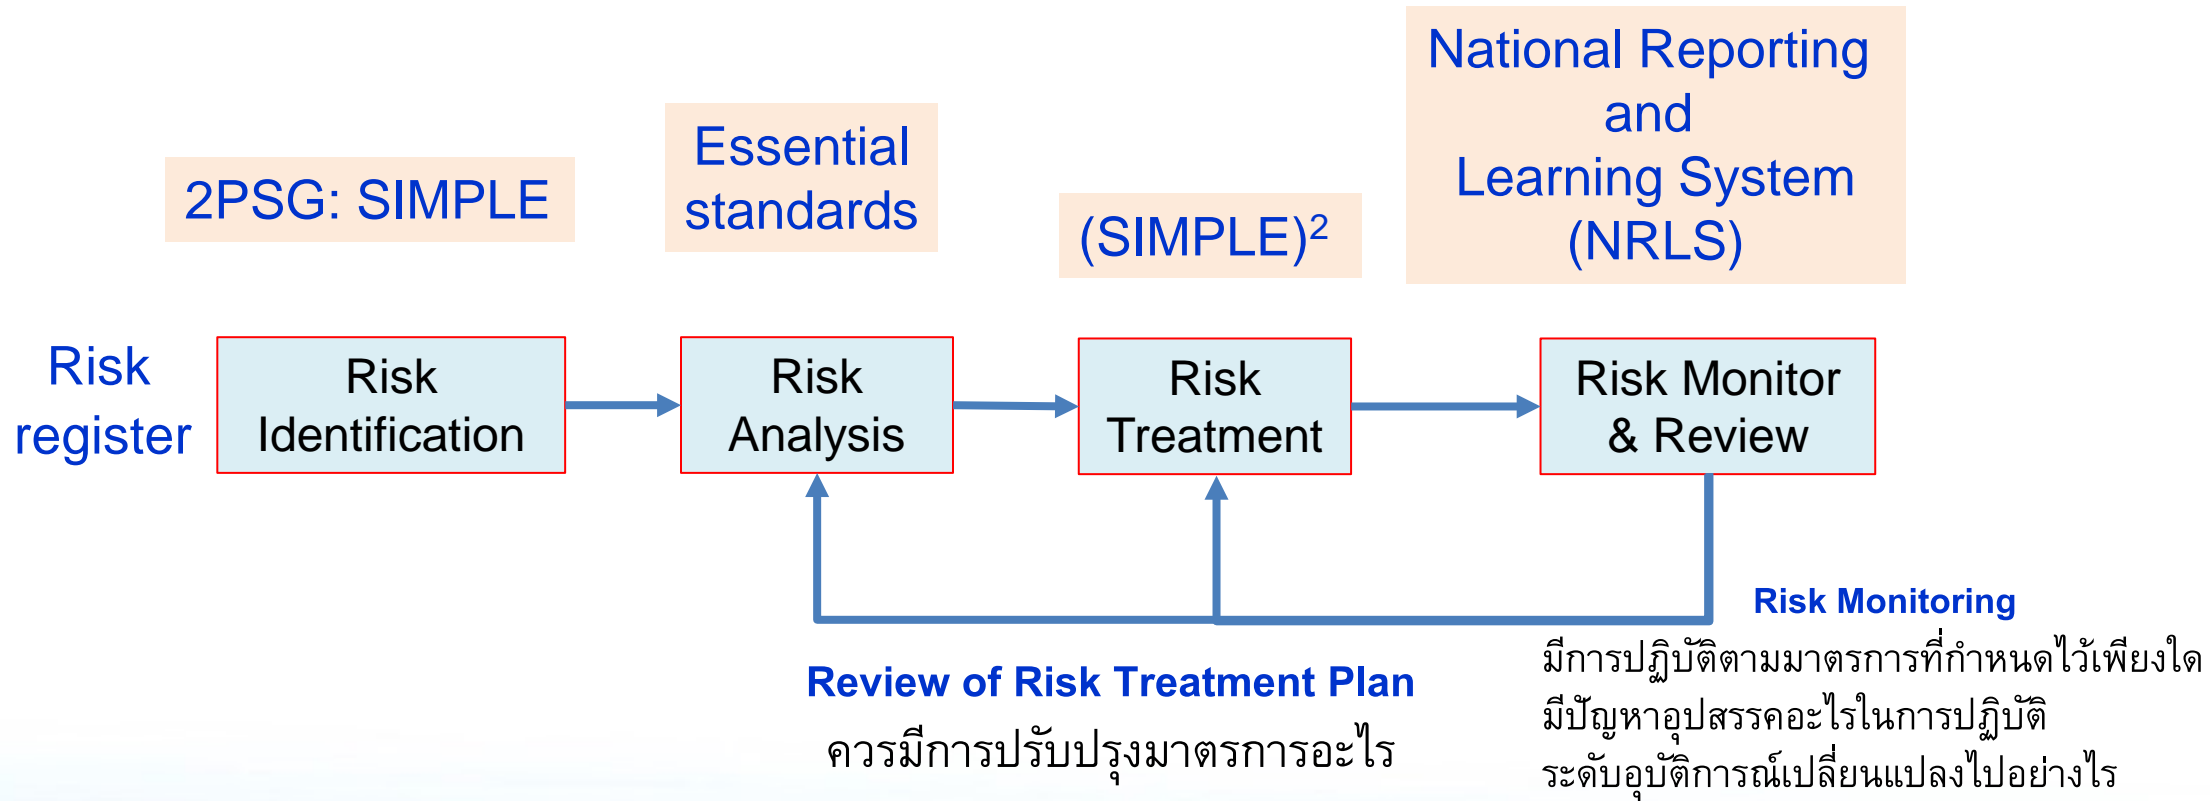 2PSG: SIMPLE
Essential
standards
(SIMPLE)²
National Reporting
and
Learning System
(NRLS)
Risk
register
Risk
Identification
Risk
Analysis
Risk
Treatment
Risk Monitor
& Review
Review of Risk Treatment Plan
ควรมีการปรับปรุงมาตรการอะไร
Risk Monitoring
มีการปฏิบัติตามมาตรการที่กำหนดไว้เพียงใด
มีปัญหาอุปสรรคอะไรในการปฏิบัติ
ระดับอุบัติการณ์เปลี่ยนแปลงไปอย่างไร